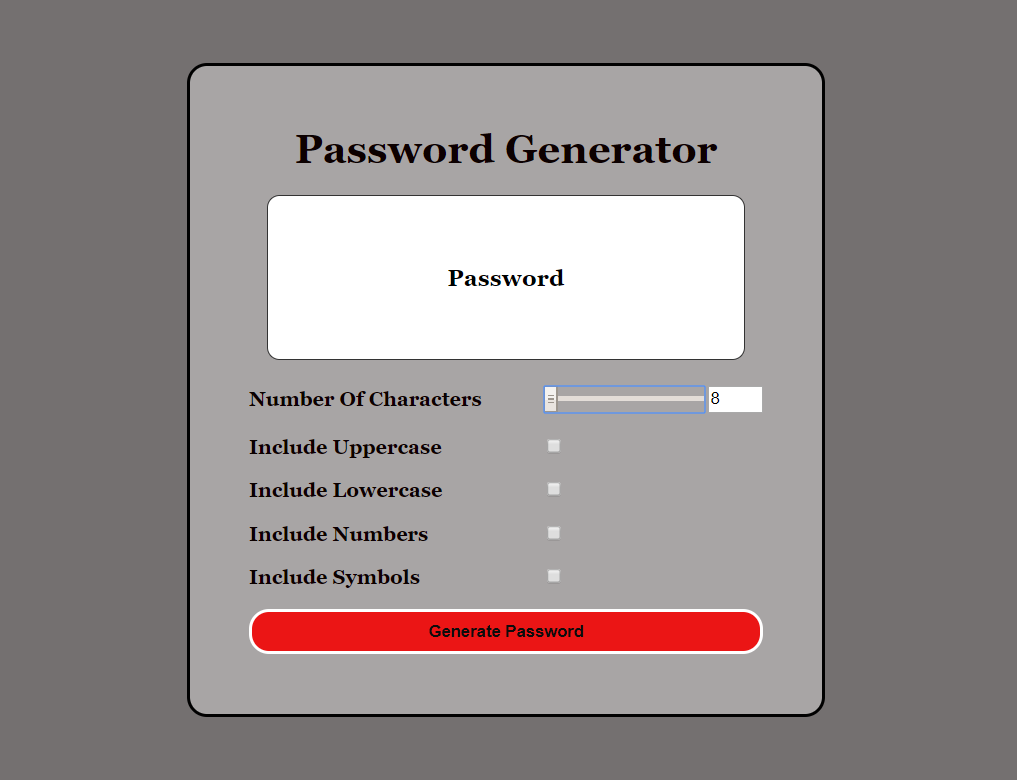 Password Generator
Password
Number Of Characters 8
Include Uppercase
Include Lowercase
Include Numbers
Include Symbols
Generate Password